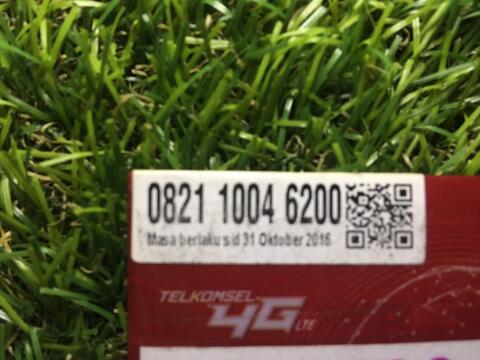 0821 1004 6200
Masa berlaku s/d 31 Oktober 2016
TELKOMSEL
4G LTE